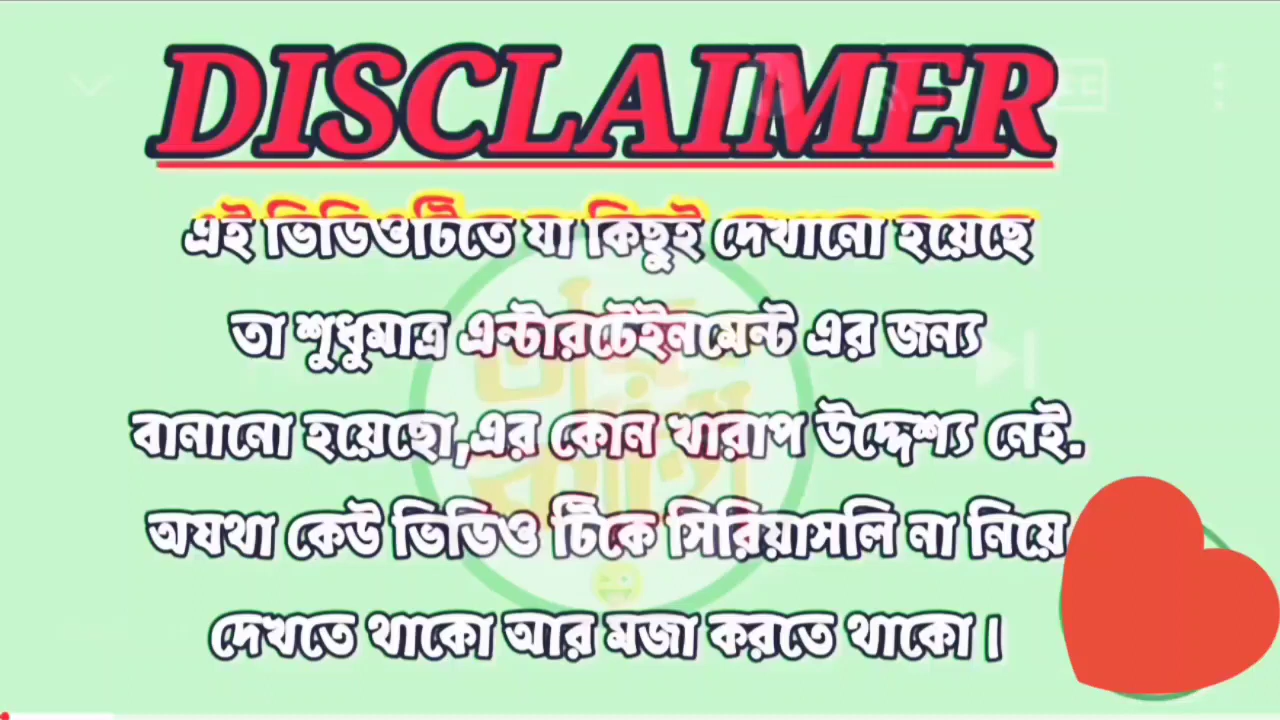 DISCLAIMER
এই ভিডিওটিতে যা কিছুই দেখানো হয়েছে
তা শুধুমাত্র এন্টারটেইনমেন্ট এর জন্য
বানানো হয়েছো,এর কোন খারাপ উদ্দেশ্য নেই.
অযথা কেউ ভিডিও টিকে সিরিয়াসলি না নিয়ে
দেখতে থাকো আর মজা করতে থাকো।